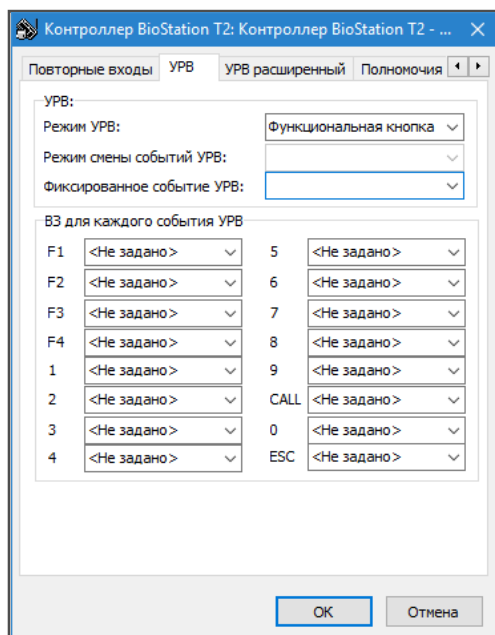 Контроллер BioStation T2: Контроллер BioStation T2 - ...
Повторные входы УРВ УРВ расширенный Полномочия
УРВ:
Режим УРВ: Функциональная кнопка
Режим смены событий УРВ:
Фиксированное событие УРВ:
ВЗ для каждого события УРВ
F1 <Не задано> 5 <Не задано>
F2 <Не задано> 6 <Не задано>
F3 <Не задано> 7 <Не задано>
F4 <Не задано> 8 <Не задано>
1 <Не задано> 9 <Не задано>
2 <Не задано> CALL <Не задано>
3 <Не задано> 0 <Не задано>
4 <Не задано> ESC <Не задано>
OK Отмена